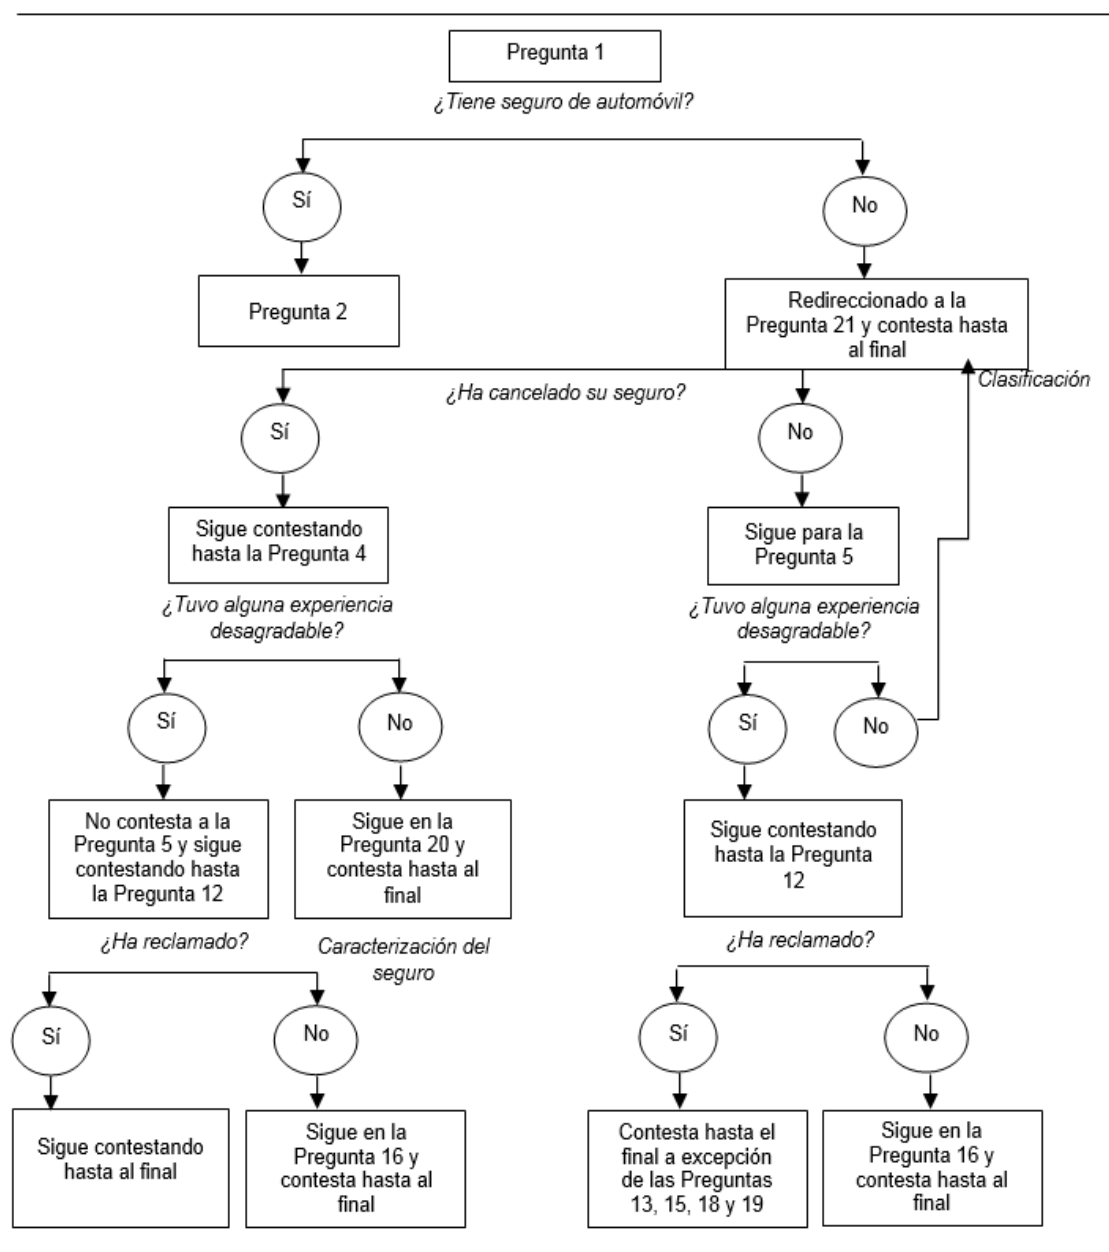 Pregunta 1
¿Tiene seguro de automóvil?
Sí
No
Pregunta 2
Redireccionado a la
Pregunta 21 y contesta hasta
al final
¿Ha cancelado su seguro?
Clasificación
Sí
No
Sigue contestando
hasta la Pregunta 4
Sigue para la
Pregunta 5
¿Tuvo alguna experiencia
desagradable?
¿Tuvo alguna experiencia
desagradable?
Sí
No
Sí
No
No contesta a la
Pregunta 5 y sigue
contestando hasta
la Pregunta 12
Sigue en la
Pregunta 20 y
contesta hasta al
final
Sigue contestando
hasta la Pregunta
12
¿Ha reclamado?
Caracterización del
seguro
¿Ha reclamado?
Sí
No
Sí
No
Sigue contestando
hasta al final
Sigue en la
Pregunta 16 y
contesta hasta al
final
Contesta hasta el
final a excepción
de las Preguntas
13, 15, 18 y 19
Sigue en la
Pregunta 16 y
contesta hasta al
final